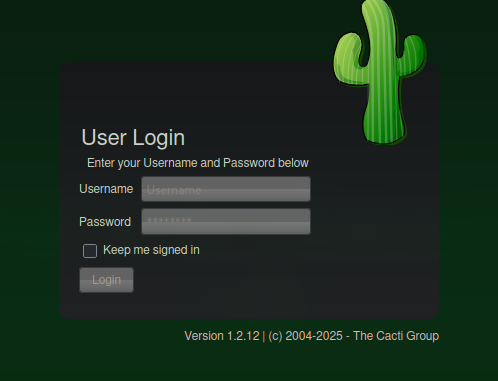 User Login
Enter your Username and Password below
Username Username
Password ********
Keep me signed in
Login
Version 1.2.12 | (c) 2004-2025 - The Cacti Group